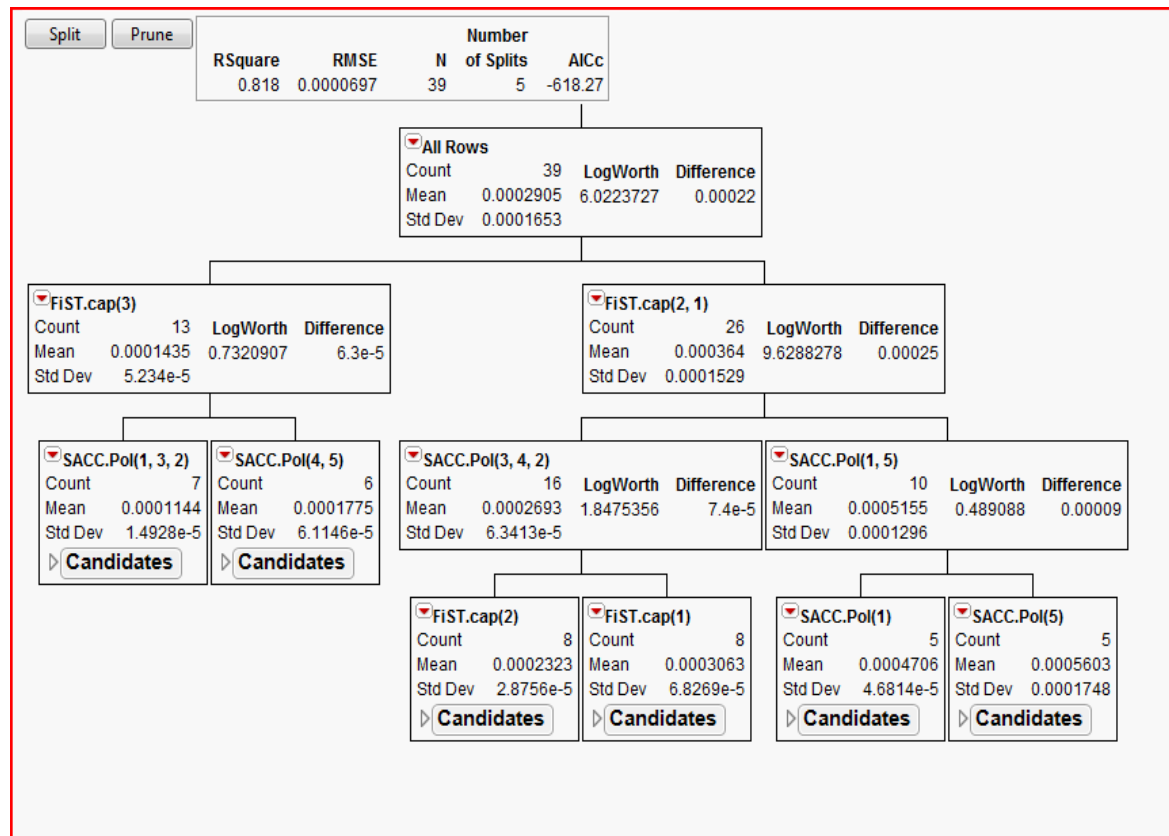 Split Prune
Number
RSquare RMSE N of Splits AICc
0.818 0.0000697 39 5 -618.27
All Rows
Count 39 LogWorth Difference
Mean 0.0002905 6.0223727 0.00022
Std Dev 0.0001653
FiST.cap(3)
Count 13 LogWorth Difference
Mean 0.0001435 0.7320907 6.3e-5
Std Dev 5.234e-5
FiST.cap(2, 1)
Count 26 LogWorth Difference
Mean 0.000364 9.6288278 0.00025
Std Dev 0.0001529
SACC.Pol(1, 3, 2)
Count 7
Mean 0.0001144
Std Dev 1.4928e-5
Candidates
SACC.Pol(4, 5)
Count 6
Mean 0.0001775
Std Dev 6.1146e-5
Candidates
SACC.Pol(3, 4, 2)
Count 16 LogWorth Difference
Mean 0.0002693 1.8475356 7.4e-5
Std Dev 6.3413e-5
SACC.Pol(1, 5)
Count 10 LogWorth Difference
Mean 0.0005155 0.489088 0.00009
Std Dev 0.0001296
FiST.cap(2)
Count 8
Mean 0.0002323
Std Dev 2.8756e-5
Candidates
FiST.cap(1)
Count 8
Mean 0.0003063
Std Dev 6.8269e-5
Candidates
SACC.Pol(1)
Count 5
Mean 0.0004706
Std Dev 4.6814e-5
Candidates
SACC.Pol(5)
Count 5
Mean 0.0005603
Std Dev 0.0001748
Candidates